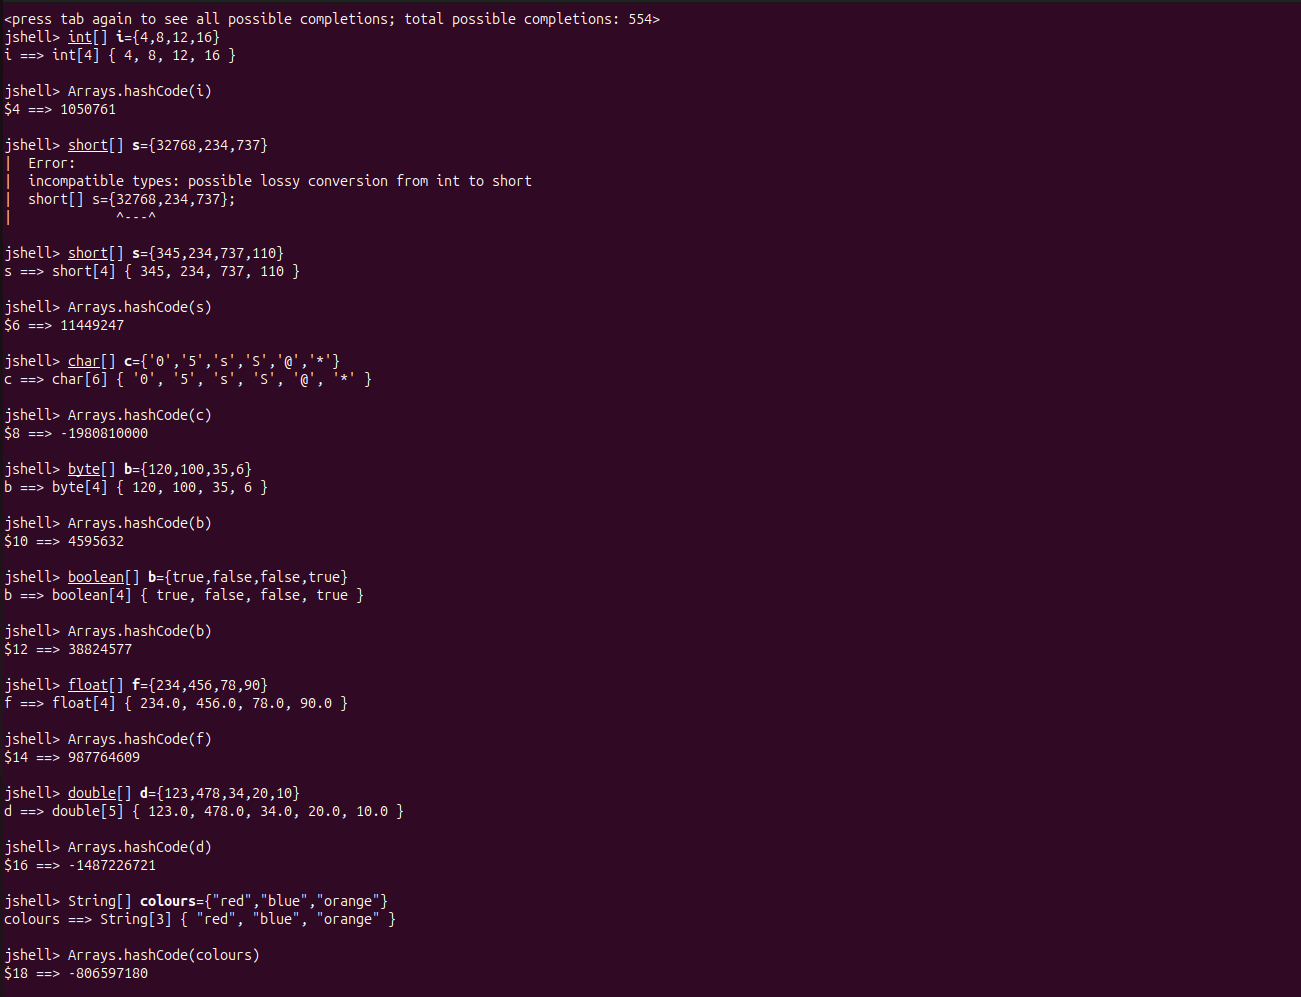 <press tab again to see all possible completions; total possible completions: 554>
jshell> int[] i={4,8,12,16}
i ==> int[4] { 4, 8, 12, 16 }
jshell> Arrays.hashCode(i)
$4 ==> 1050761
jshell> short[] s={32768,234,737}
|  Error:
|  incompatible types: possible lossy conversion from int to short
|  short[] s={32768,234,737};
|             ^---^
jshell> short[] s={345,234,737,110}
s ==> short[4] { 345, 234, 737, 110 }
jshell> Arrays.hashCode(s)
$6 ==> 11449247
jshell> char[] c={'0','5','s','S','@','*'}
c ==> char[6] { '0', '5', 's', 'S', '@', '*' }
jshell> Arrays.hashCode(c)
$8 ==> -1980810000
jshell> byte[] b={120,100,35,6}
b ==> byte[4] { 120, 100, 35, 6 }
jshell> Arrays.hashCode(b)
$10 ==> 4595632
jshell> boolean[] b={true,false,false,true}
b ==> boolean[4] { true, false, false, true }
jshell> Arrays.hashCode(b)
$12 ==> 38824577
jshell> float[] f={234,456,78,90}
f ==> float[4] { 234.0, 456.0, 78.0, 90.0 }
jshell> Arrays.hashCode(f)
$14 ==> 987764609
jshell> double[] d={123,478,34,20,10}
d ==> double[5] { 123.0, 478.0, 34.0, 20.0, 10.0 }
jshell> Arrays.hashCode(d)
$16 ==> -1487226721
jshell> String[] colours={"red","blue","orange"}
colours ==> String[3] { "red", "blue", "orange" }
jshell> Arrays.hashCode(colours)
$18 ==> -806597180